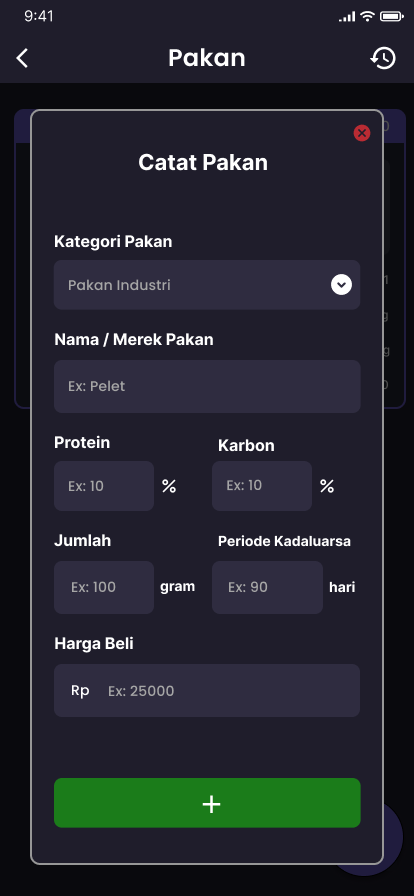 9:41
Pakan
Catat Pakan
Kategori Pakan
Pakan Industri
Nama / Merek Pakan
Ex: Pelet
Protein Karbon
Ex: 10 % Ex: 10 %
Jumlah Periode Kadaluarsa
Ex: 100 gram Ex: 90 hari
Harga Beli
Rp Ex: 25000
+